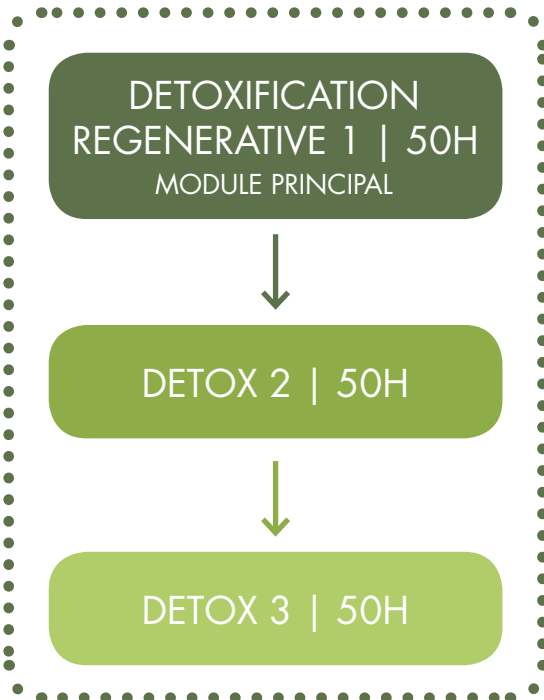 DETOXIFICATION
REGENERATIVE 1 | 50H
MODULE PRINCIPAL
DETOX 2 | 50H
DETOX 3 | 50H